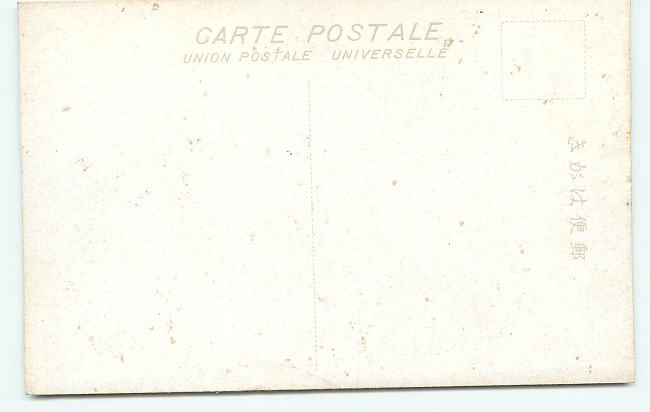 CARTE POSTALE
UNION POSTALE UNIVERSELLE
郵便はがき